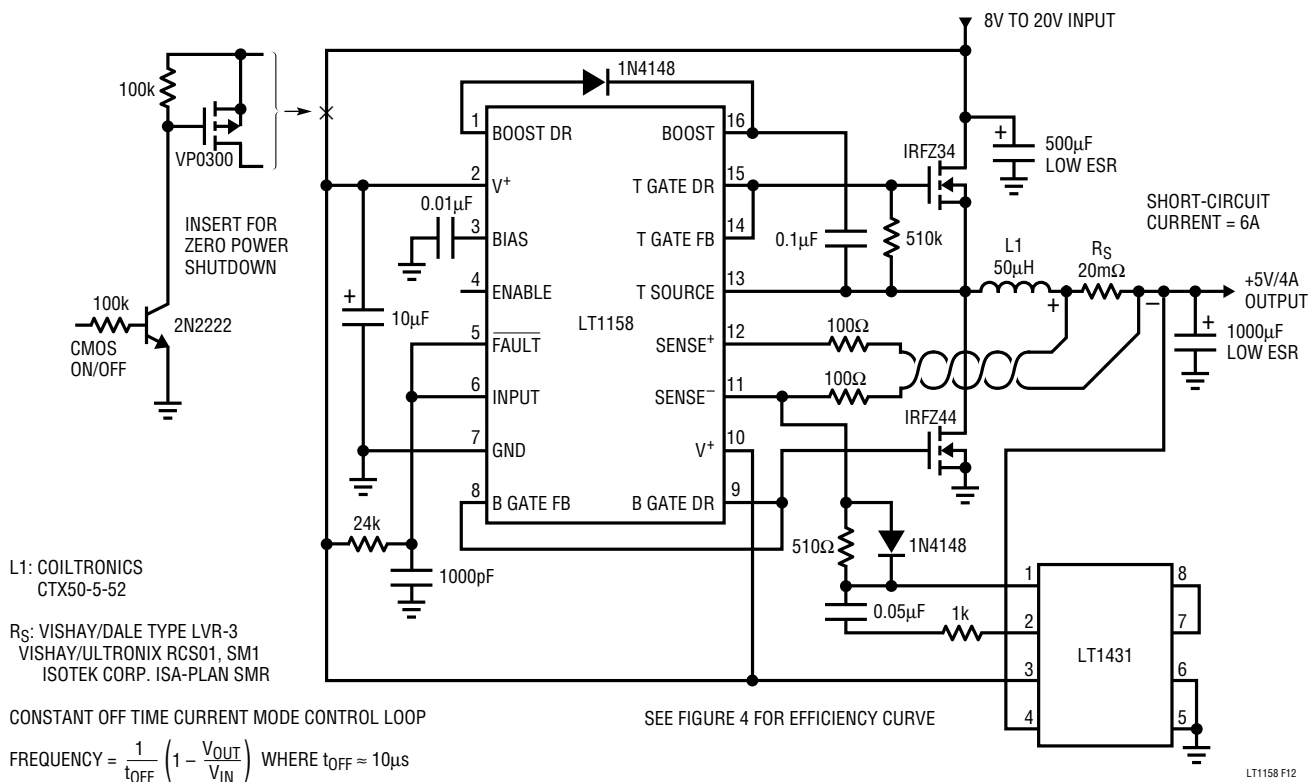 8V TO 20V INPUT
1N4148
100k
VP0300
INSERT FOR
ZERO POWER
SHUTDOWN
100k
2N2222
CMOS
ON/OFF
1
BOOST DR
2
V+
3
BIAS
4
ENABLE
5
FAULT
6
INPUT
7
GND
8
B GATE FB
LT1158
BOOST
16
T GATE DR
15
T GATE FB
14
T SOURCE
13
SENSE+
12
SENSE–
11
V+
10
B GATE DR
9
0.01µF
+
10µF
24k
1000pF
0.1µF
510k
IRFZ34
+
500µF
LOW ESR
SHORT-CIRCUIT
CURRENT = 6A
L1
50µH
RS
20mΩ
+
–
+5V/4A
OUTPUT
+
1000µF
LOW ESR
100Ω
100Ω
IRFZ44
510Ω
1N4148
0.05µF
1k
1
2
3
4
LT1431
8
7
6
5
L1: COILTRONICS
CTX50-5-52
RS: VISHAY/DALE TYPE LVR-3
VISHAY/ULTRONIX RCS01, SM1
ISOTEK CORP. ISA-PLAN SMR
CONSTANT OFF TIME CURRENT MODE CONTROL LOOP
FREQUENCY = 1/tOFF (1 – VOUT/VIN) WHERE tOFF ≈ 10µs
SEE FIGURE 4 FOR EFFICIENCY CURVE
LT1158 F12